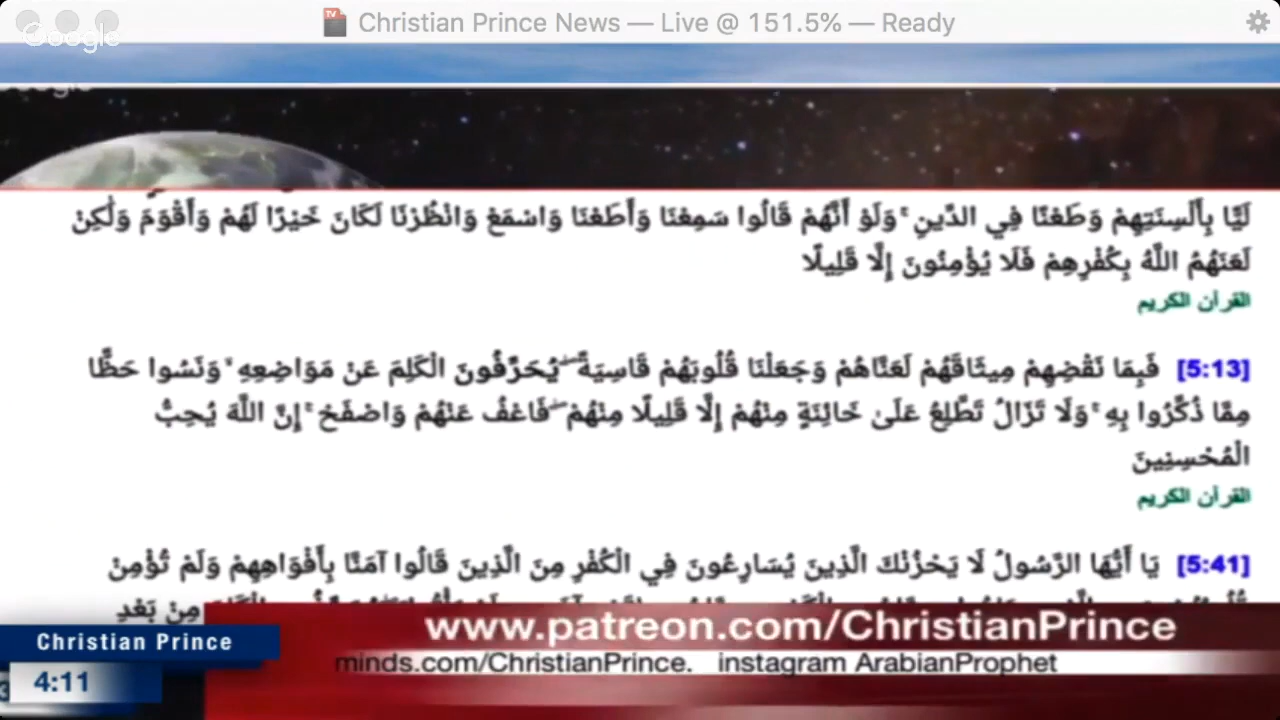 Christian Prince News — Live @ 151.5% — Ready
Google
لَيًّا بِأَلْسِنَتِهِمْ وَطَعْنًا فِي الدِّينِ ۚ وَلَوْ أَنَّهُمْ قَالُوا سَمِعْنَا وَأَطَعْنَا وَاسْمَعْ وَانْظُرْنَا لَكَانَ خَيْرًا لَهُمْ وَأَقْوَمَ وَلَٰكِنْ
لَعَنَهُمُ اللَّهُ بِكُفْرِهِمْ فَلَا يُؤْمِنُونَ إِلَّا قَلِيلًا
القرآن الكريم
[5:13] فَبِمَا نَقْضِهِمْ مِيثَاقَهُمْ لَعَنَّاهُمْ وَجَعَلْنَا قُلُوبَهُمْ قَاسِيَةً ۖ يُحَرِّفُونَ الْكَلِمَ عَنْ مَوَاضِعِهِ ۙ وَنَسُوا حَظًّا
مِمَّا ذُكِّرُوا بِهِ ۚ وَلَا تَزَالُ تَطَّلِعُ عَلَىٰ خَائِنَةٍ مِنْهُمْ إِلَّا قَلِيلًا مِنْهُمْ ۖ فَاعْفُ عَنْهُمْ وَاصْفَحْ ۚ إِنَّ اللَّهَ يُحِبُّ
الْمُحْسِنِينَ
القرآن الكريم
[5:41] يَا أَيُّهَا الرَّسُولُ لَا يَحْزُنْكَ الَّذِينَ يُسَارِعُونَ فِي الْكُفْرِ مِنَ الَّذِينَ قَالُوا آمَنَّا بِأَفْوَاهِهِمْ وَلَمْ تُؤْمِنْ
مِنْ بَعْدِ
www.patreon.com/ChristianPrince
Christian Prince
minds.com/ChristianPrince. instagram ArabianProphet
4:11